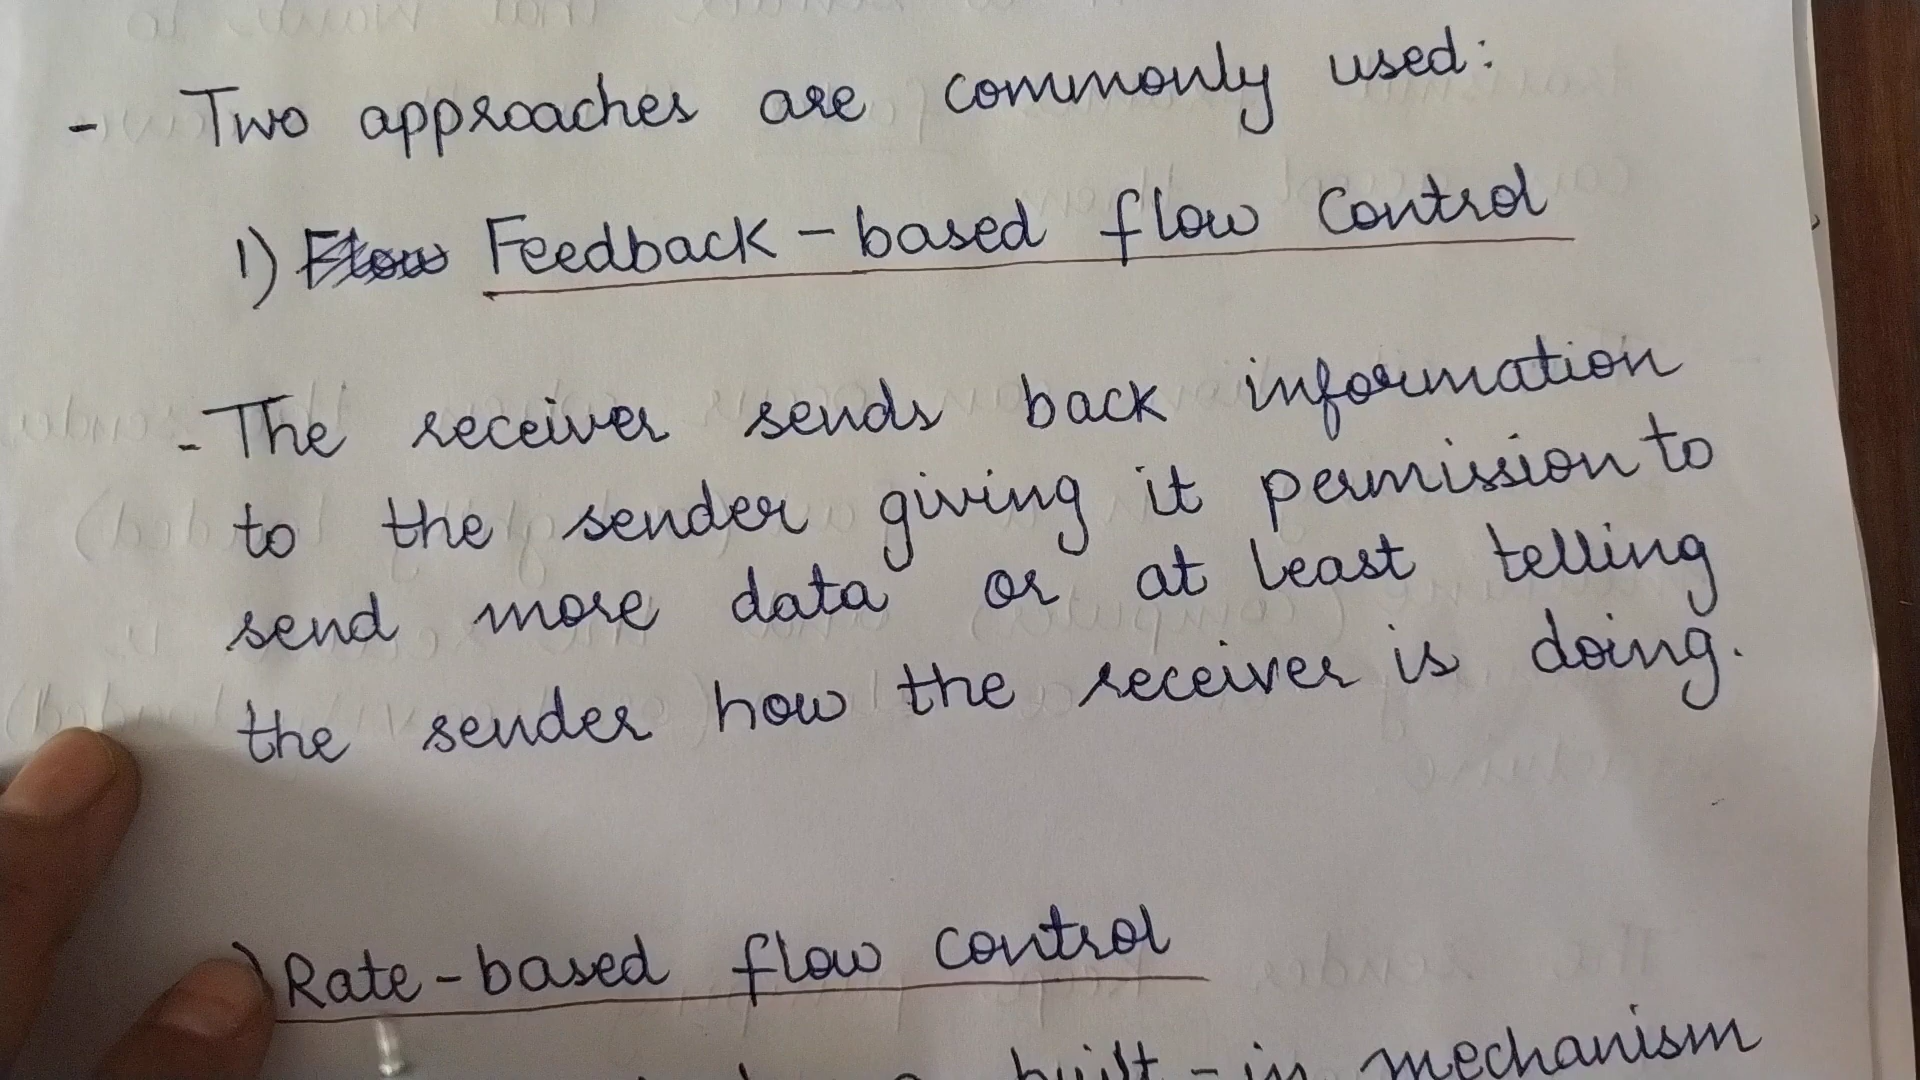 - Two approaches are commonly used:
1) Flow Feedback-based flow control
- The receiver sends back information
to the sender giving it permission to
send more data or at least telling
the sender how the receiver is doing.
) Rate-based flow control
built-in mechanism